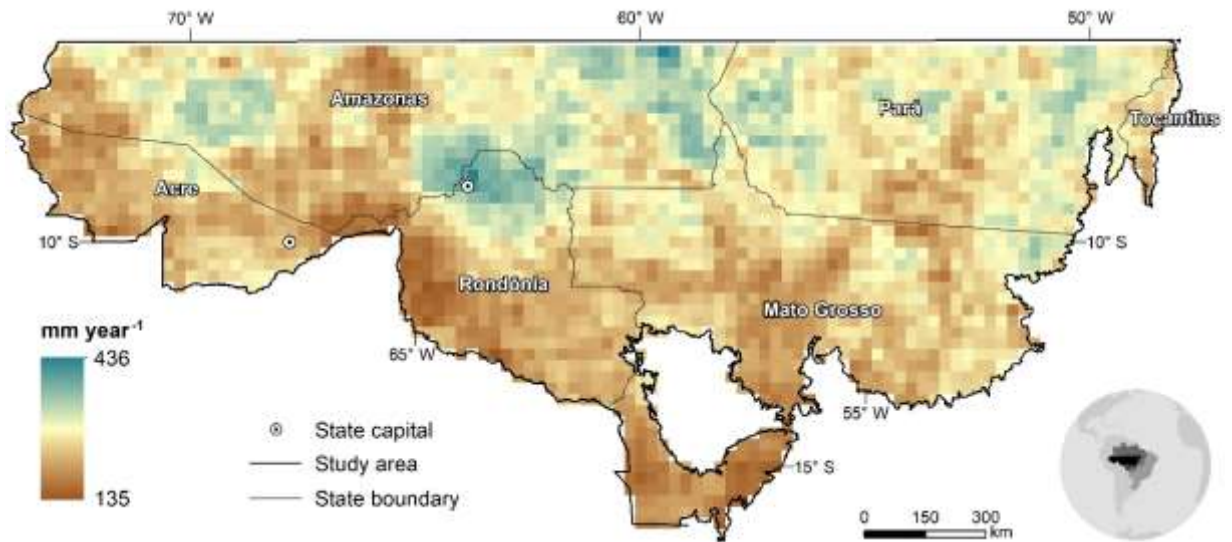 70° W 60° W 50° W
Amazonas
Pará
Tocantins
Acre
10° S 10° S
Rondônia
Mato Grosso
mm year-1
436
65° W
55° W
State capital
Study area
15° S
135
State boundary
0 150 300
km